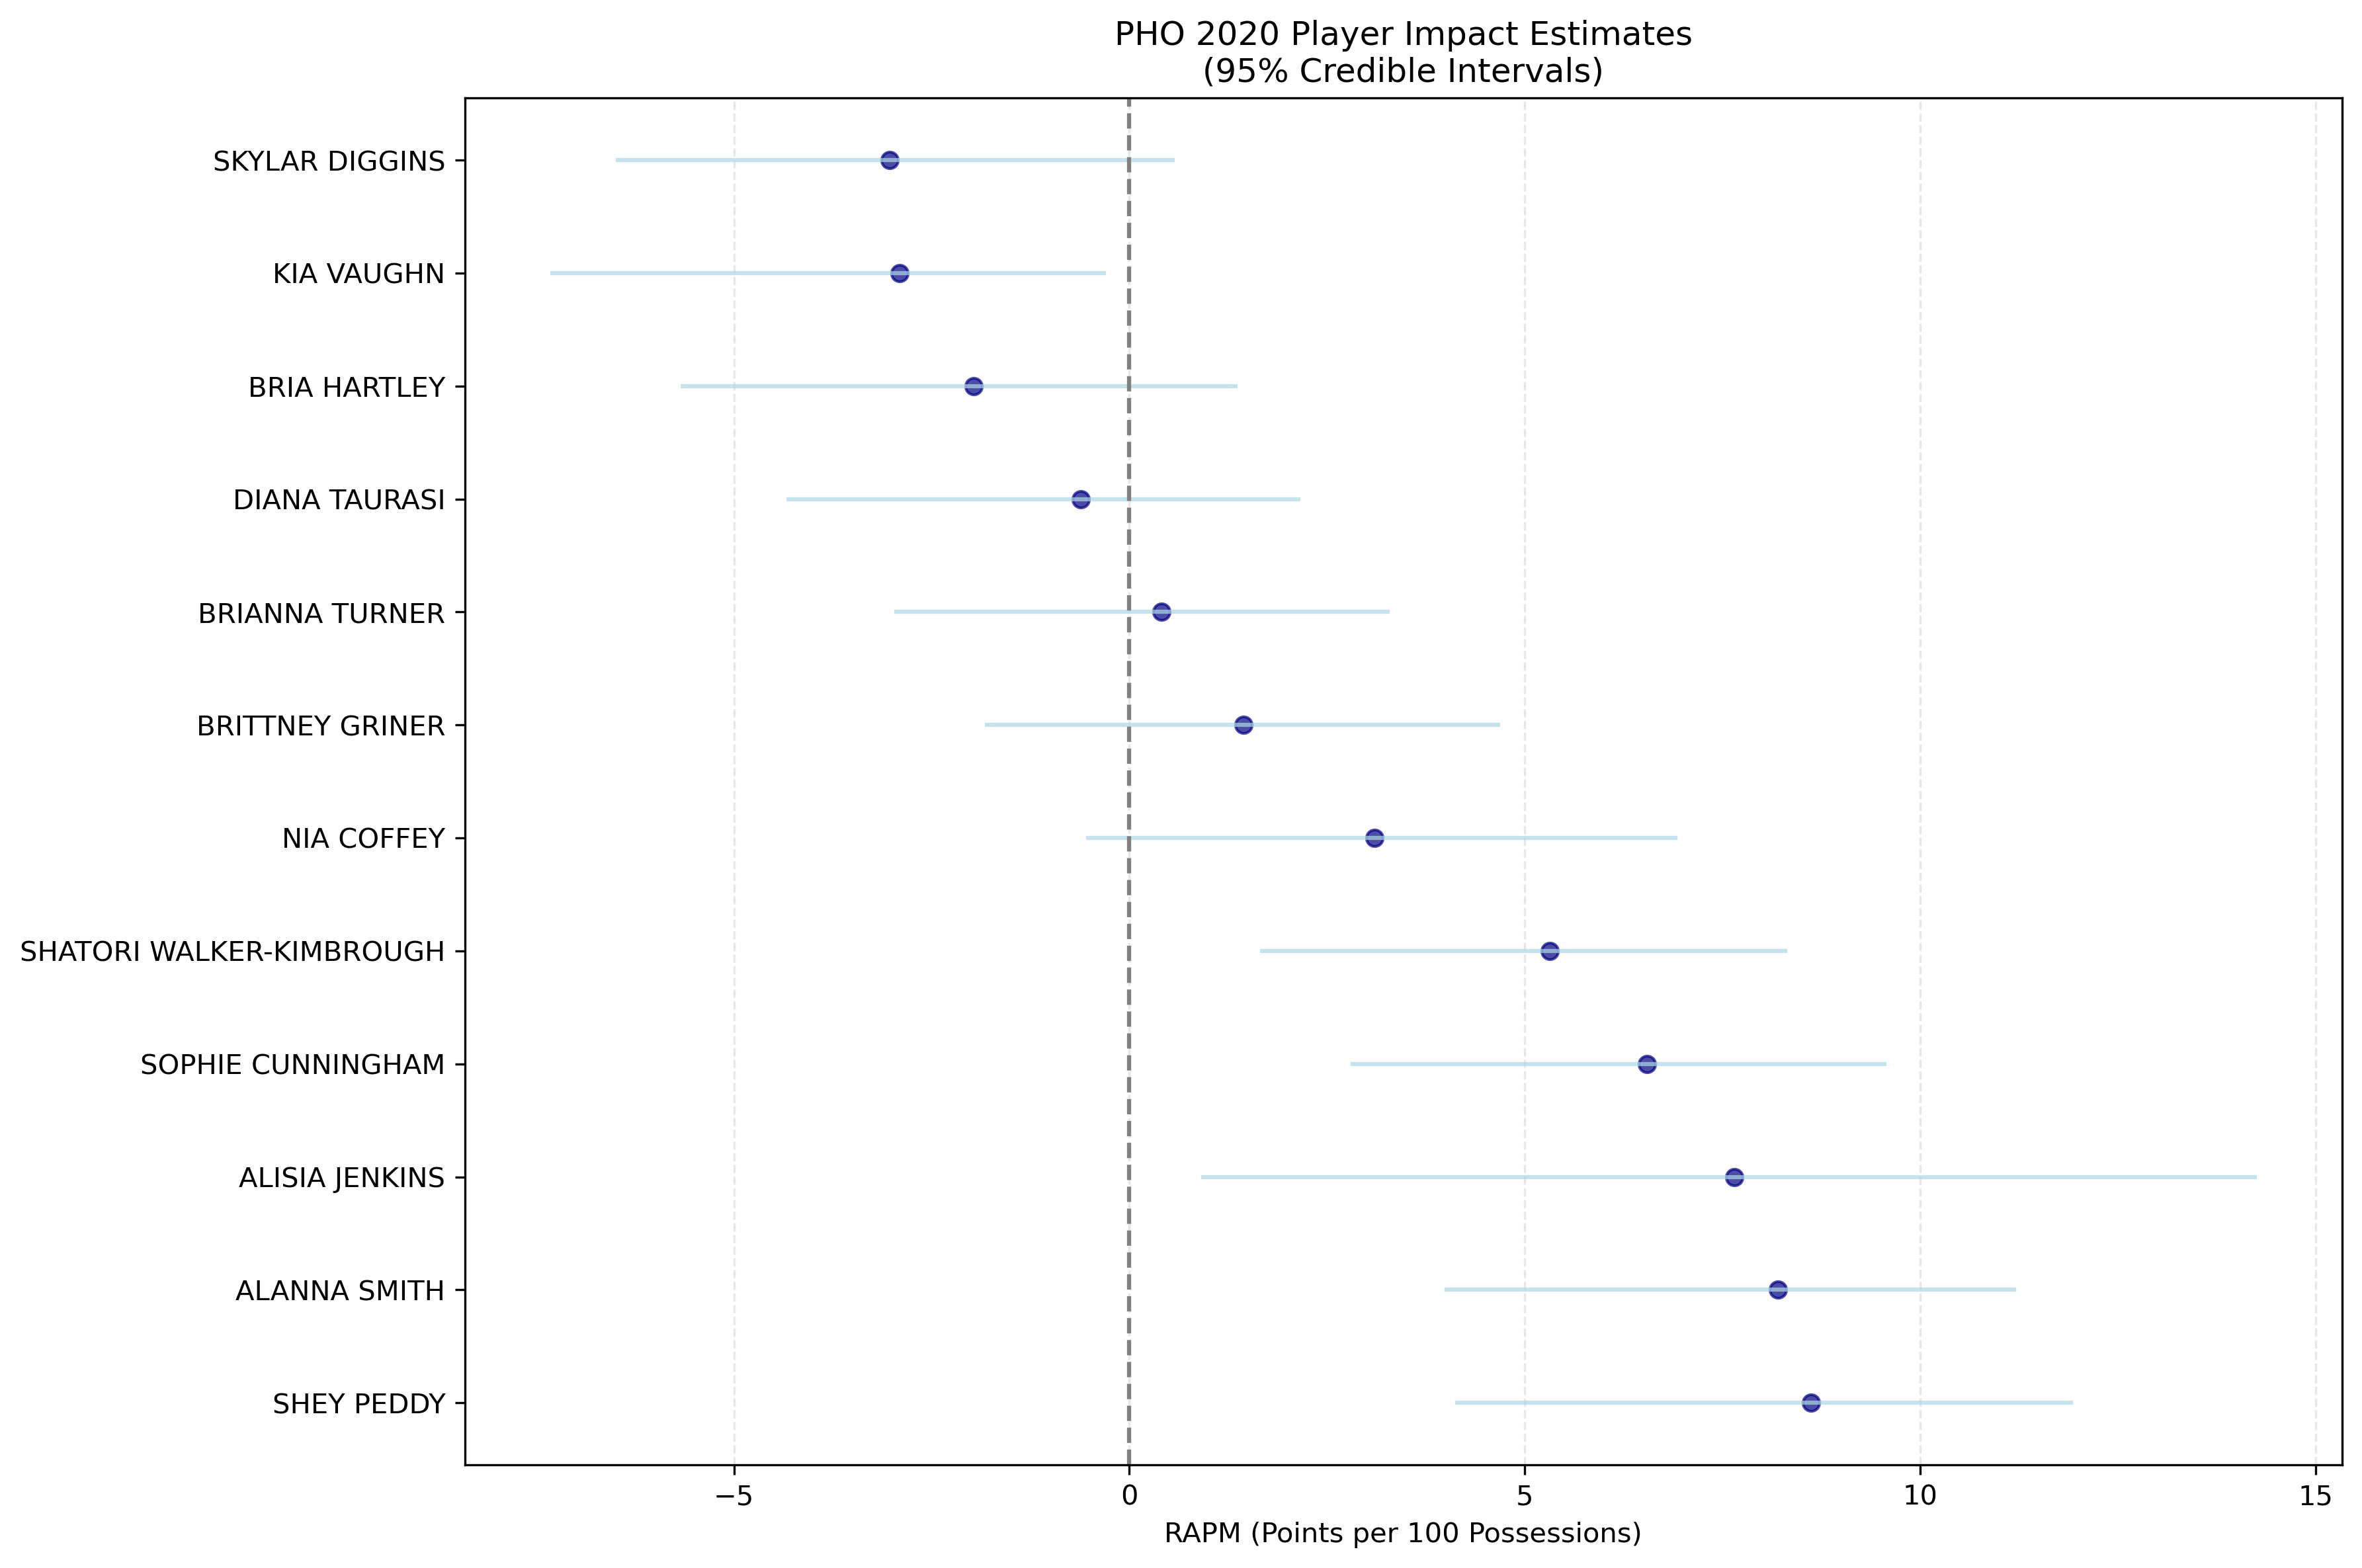 PHO 2020 Player Impact Estimates
(95% Credible Intervals)
SKYLAR DIGGINS
KIA VAUGHN
BRIA HARTLEY
DIANA TAURASI
BRIANNA TURNER
BRITTNEY GRINER
NIA COFFEY
SHATORI WALKER-KIMBROUGH
SOPHIE CUNNINGHAM
ALISIA JENKINS
ALANNA SMITH
SHEY PEDDY
−5 0 5 10 15
RAPM (Points per 100 Possessions)